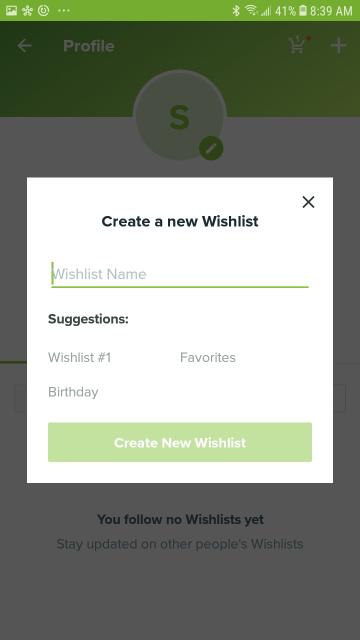 41% 8:39 AM
Profile
S
Create a new Wishlist
Wishlist Name
Suggestions:
Wishlist #1 Favorites
Birthday
Create New Wishlist
You follow no Wishlists yet
Stay updated on other people's Wishlists